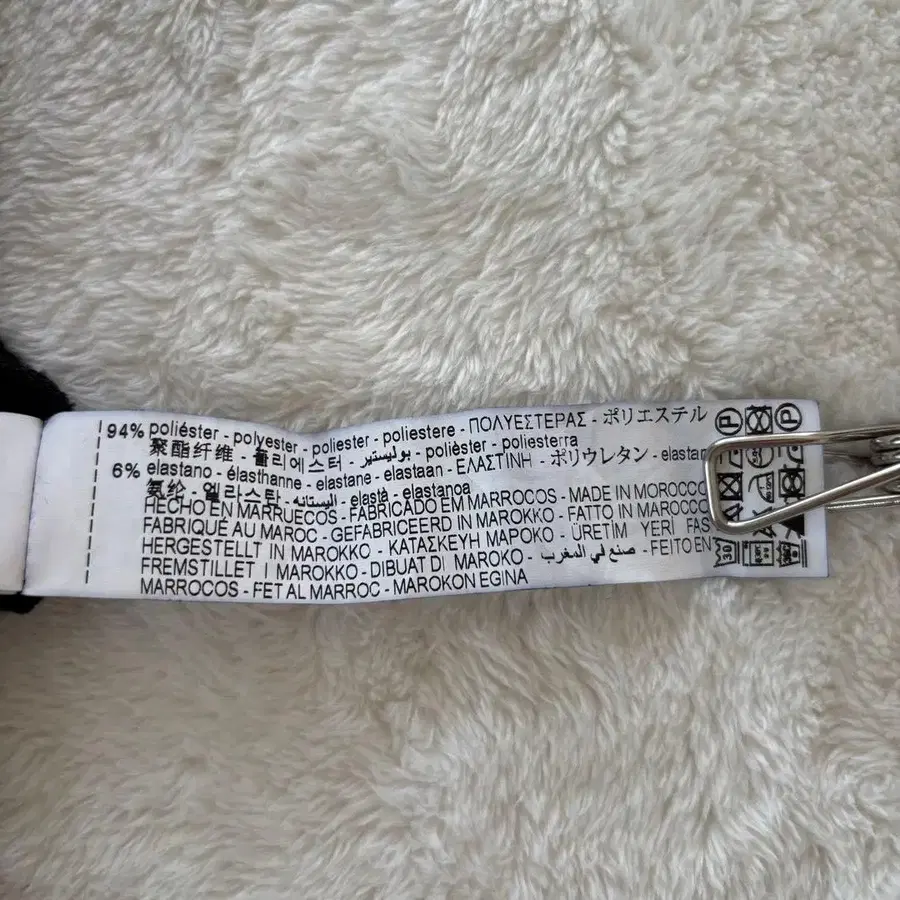 94% poliéster - polyester - poliester - poliestere - ΠΟΛΥΕΣΤΕΡΑΣ - ポリエステル
聚酯纤维 - 폴리에스터 - بوليستير - polièster - poliesterra
6% elastano - élasthanne - elastane - elastaan - ΕΛΑΣΤΙΝΗ - ポリウレタン -
氨纶 - 엘라스탄 - الستانه - elastà - elastanoa
HECHO EN MARRUECOS - FABRICADO EM MARROCOS - MADE IN MOROCCO
FABRIQUÉ AU MAROC - GEFABRICEERD IN MAROKKO - FATTO IN MAROCCO
HERGESTELLT IN MAROKKO - ΚΑΤΑΣΚΕΥΗ ΜΑΡΟΚΟ - ÜRETİM YERİ FAS
FREMSTILLET I MAROKKO - DIBUAT DI MAROKO - صنع في المغرب - FEITO EN
MARROCOS - FET AL MARROC - MAROKON EGINA
P P
30